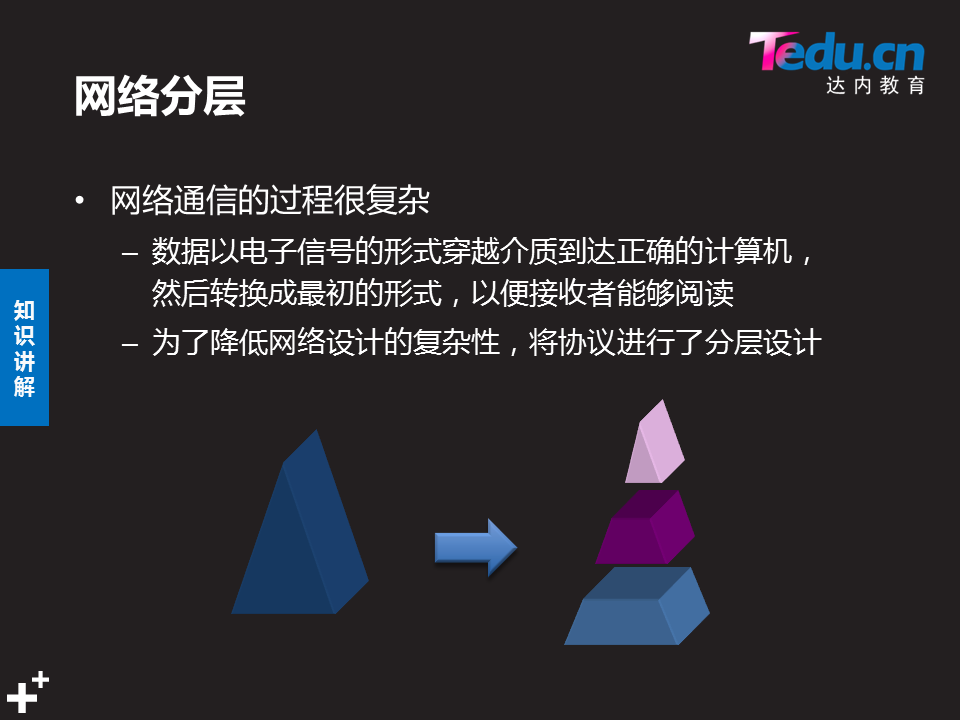 Tedu.cn
达内教育
网络分层
• 网络通信的过程很复杂
– 数据以电子信号的形式穿越介质到达正确的计算机，
然后转换成最初的形式，以便接收者能够阅读
– 为了降低网络设计的复杂性，将协议进行了分层设计
知识讲解